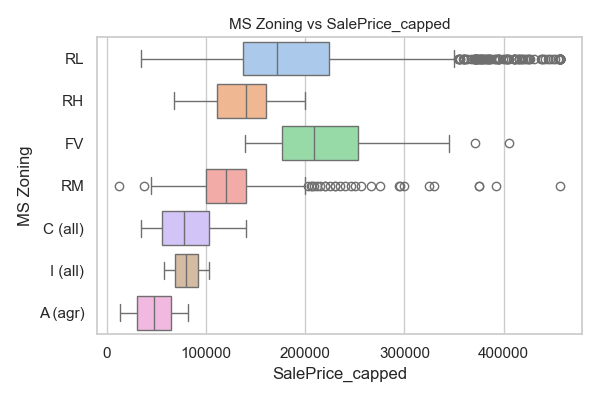 MS Zoning vs SalePrice_capped
MS Zoning
RL
RH
FV
RM
C (all)
I (all)
A (agr)
0 100000 200000 300000 400000
SalePrice_capped